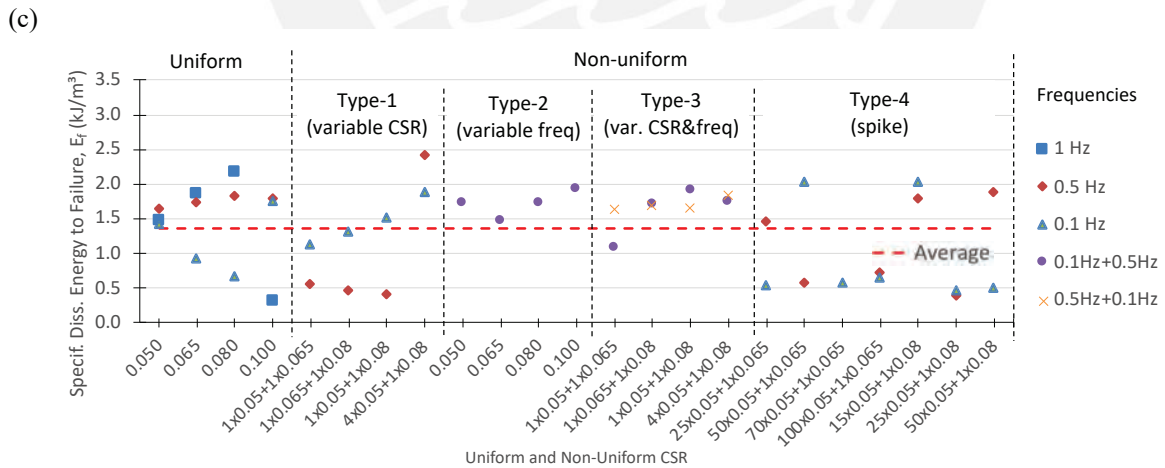 (c)
Uniform
Non-uniform
Type-1
(variable CSR)
Type-2
(variable freq)
Type-3
(var. CSR&freq)
Type-4
(spike)
Specif. Diss. Energy to Failure, Ef (kJ/m³)
3.5
3.0
2.5
2.0
1.5
1.0
0.5
0.0
Average
0.050
0.065
0.080
0.100
1x0.05+1x0.065
1x0.065+1x0.08
1x0.05+1x0.08
4x0.05+1x0.08
0.050
0.065
0.080
0.100
1x0.05+1x0.065
1x0.065+1x0.08
1x0.05+1x0.08
4x0.05+1x0.08
25x0.05+1x0.065
50x0.05+1x0.065
70x0.05+1x0.065
100x0.05+1x0.065
15x0.05+1x0.08
25x0.05+1x0.08
50x0.05+1x0.08
Uniform and Non-Uniform CSR
Frequencies
1 Hz
0.5 Hz
0.1 Hz
0.1Hz+0.5Hz
0.5Hz+0.1Hz